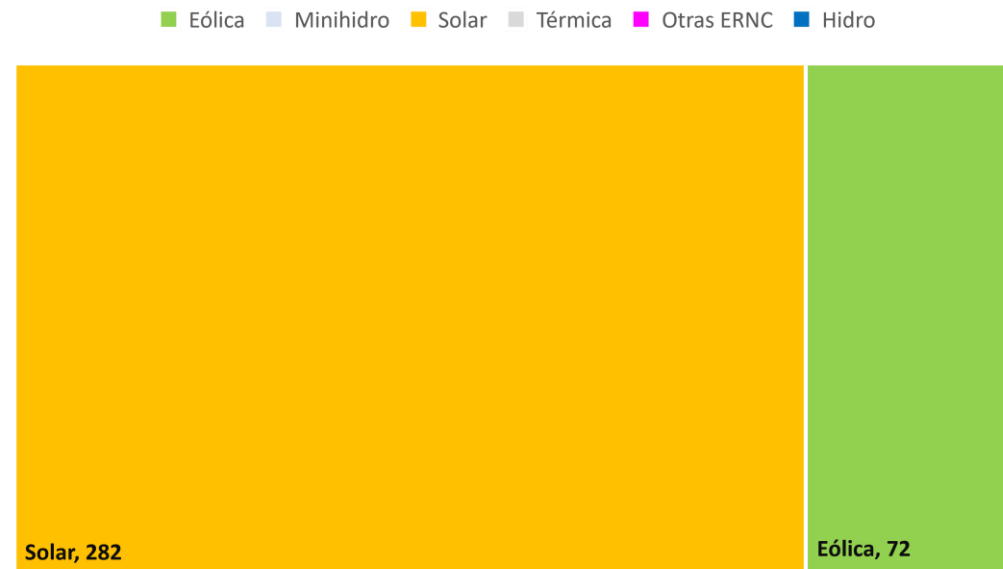 Eólica Minihidro Solar Térmica Otras ERNC Hidro
Solar, 282
Eólica, 72